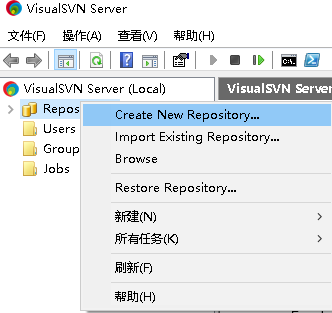 VisualSVN Server
文件(F) 操作(A) 查看(V) 帮助(H)
VisualSVN Server (Local)
VisualSVN Server
Repos
Users
Group
Jobs
Create New Repository...
Import Existing Repository...
Browse
Restore Repository...
新建(N)
所有任务(K)
刷新(F)
帮助(H)